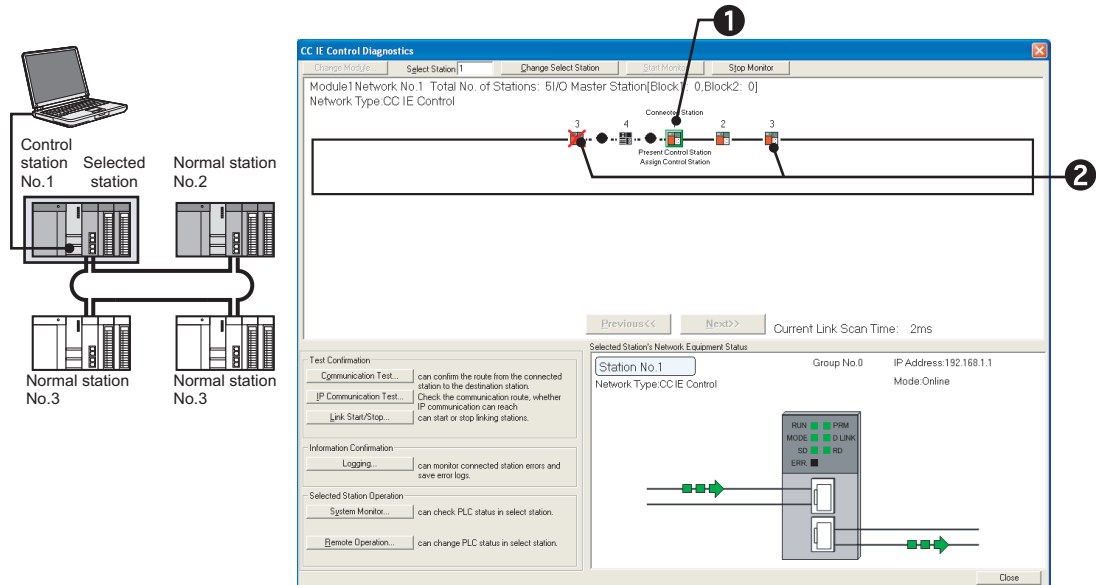 1
CC IE Control Diagnostics
Change Module... Select Station 1 Change Select Station Start Monitor Stop Monitor
Module1Network No.1 Total No. of Stations: 5I/O Master Station[Block1: 0,Block2: 0]
Network Type:CC IE Control
Connected Station
3 4 2 3
Present Control Station
Assign Control Station
2
Control station No.1
Selected station
Normal station No.2
Normal station No.3
Normal station No.3
Previous<< Next>> Current Link Scan Time: 2ms
Test Confirmation
Communication Test... can confirm the route from the connected
station to the destination station.
IP Communication Test... Check the communication route, whether
IP communication can reach
Link Start/Stop... can start or stop linking stations.
Information Confirmation
Logging... can monitor connected station errors and
save error logs.
Selected Station Operation
System Monitor... can check PLC status in select station.
Remote Operation... can change PLC status in select station.
Selected Station's Network Equipment Status
Station No.1 Group No.0 IP Address:192.168.1.1
Network Type:CC IE Control Mode:Online
RUN PRM
MODE D LINK
SD RD
ERR.
Close